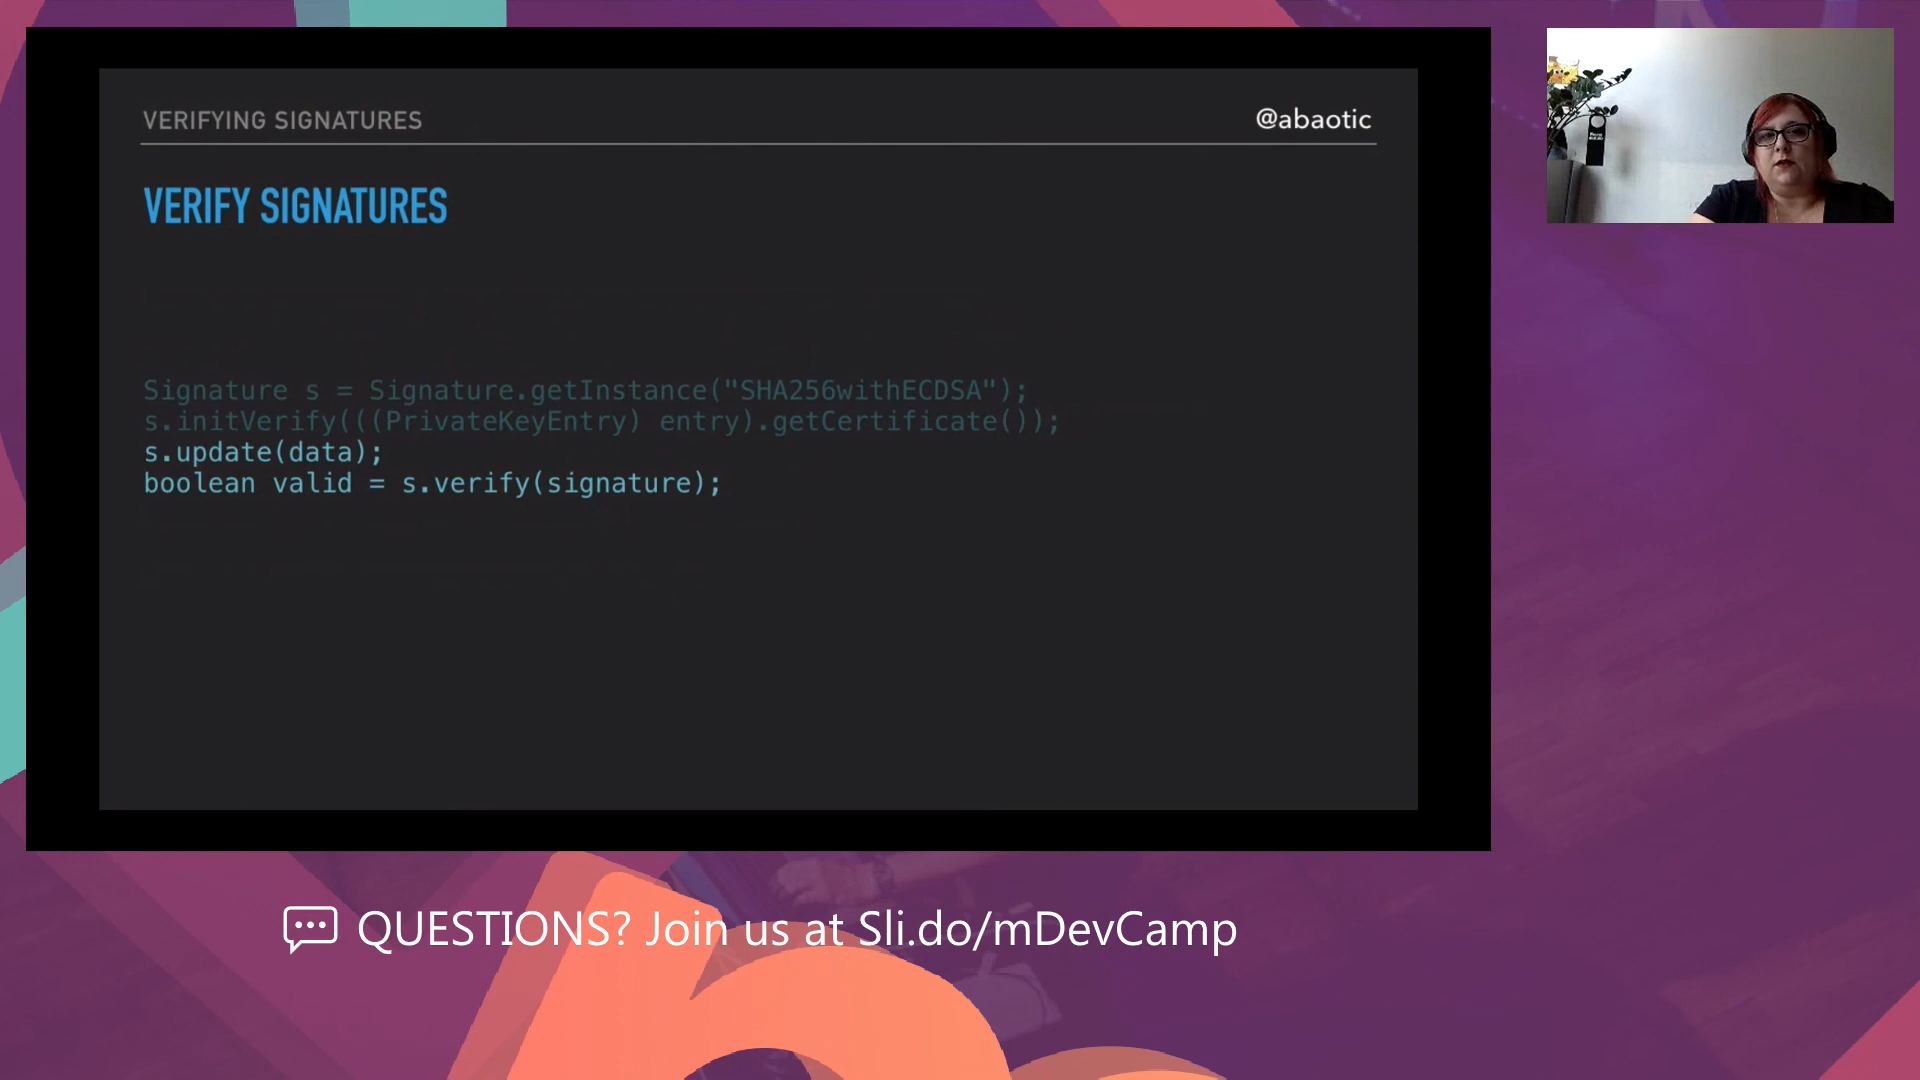 VERIFYING SIGNATURES
@abaotic
VERIFY SIGNATURES
Signature s = Signature.getInstance("SHA256withECDSA");
s.initVerify(((PrivateKeyEntry) entry).getCertificate());
s.update(data);
boolean valid = s.verify(signature);
QUESTIONS? Join us at Sli.do/mDevCamp